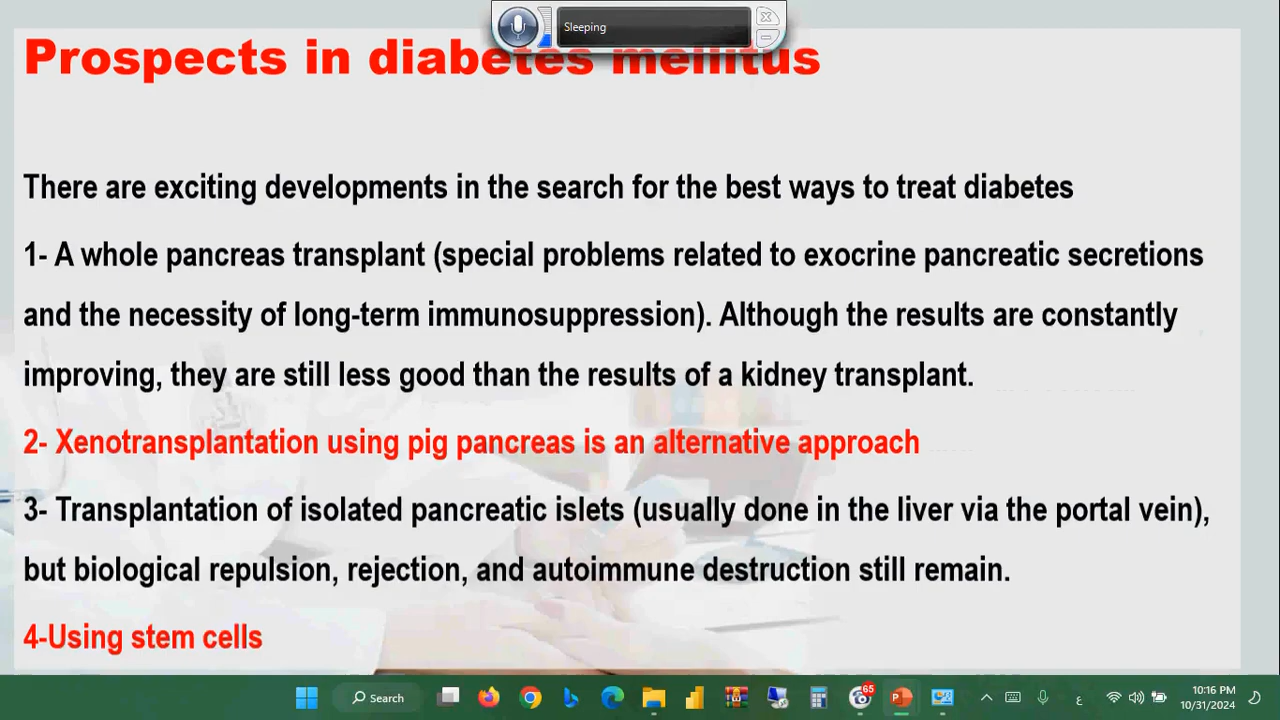 Sleeping
Prospects in diabetes mellitus
There are exciting developments in the search for the best ways to treat diabetes
1- A whole pancreas transplant (special problems related to exocrine pancreatic secretions
and the necessity of long-term immunosuppression). Although the results are constantly
improving, they are still less good than the results of a kidney transplant.
2- Xenotransplantation using pig pancreas is an alternative approach
3- Transplantation of isolated pancreatic islets (usually done in the liver via the portal vein),
but biological repulsion, rejection, and autoimmune destruction still remain.
4-Using stem cells
Search
65
ع
10:16 PM
10/31/2024